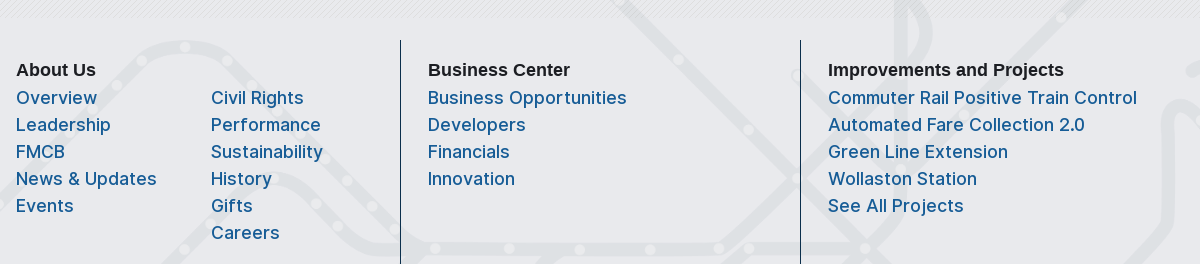 About Us
Overview
Leadership
FMCB
News & Updates
Events
Civil Rights
Performance
Sustainability
History
Gifts
Careers
Business Center
Business Opportunities
Developers
Financials
Innovation
Improvements and Projects
Commuter Rail Positive Train Control
Automated Fare Collection 2.0
Green Line Extension
Wollaston Station
See All Projects